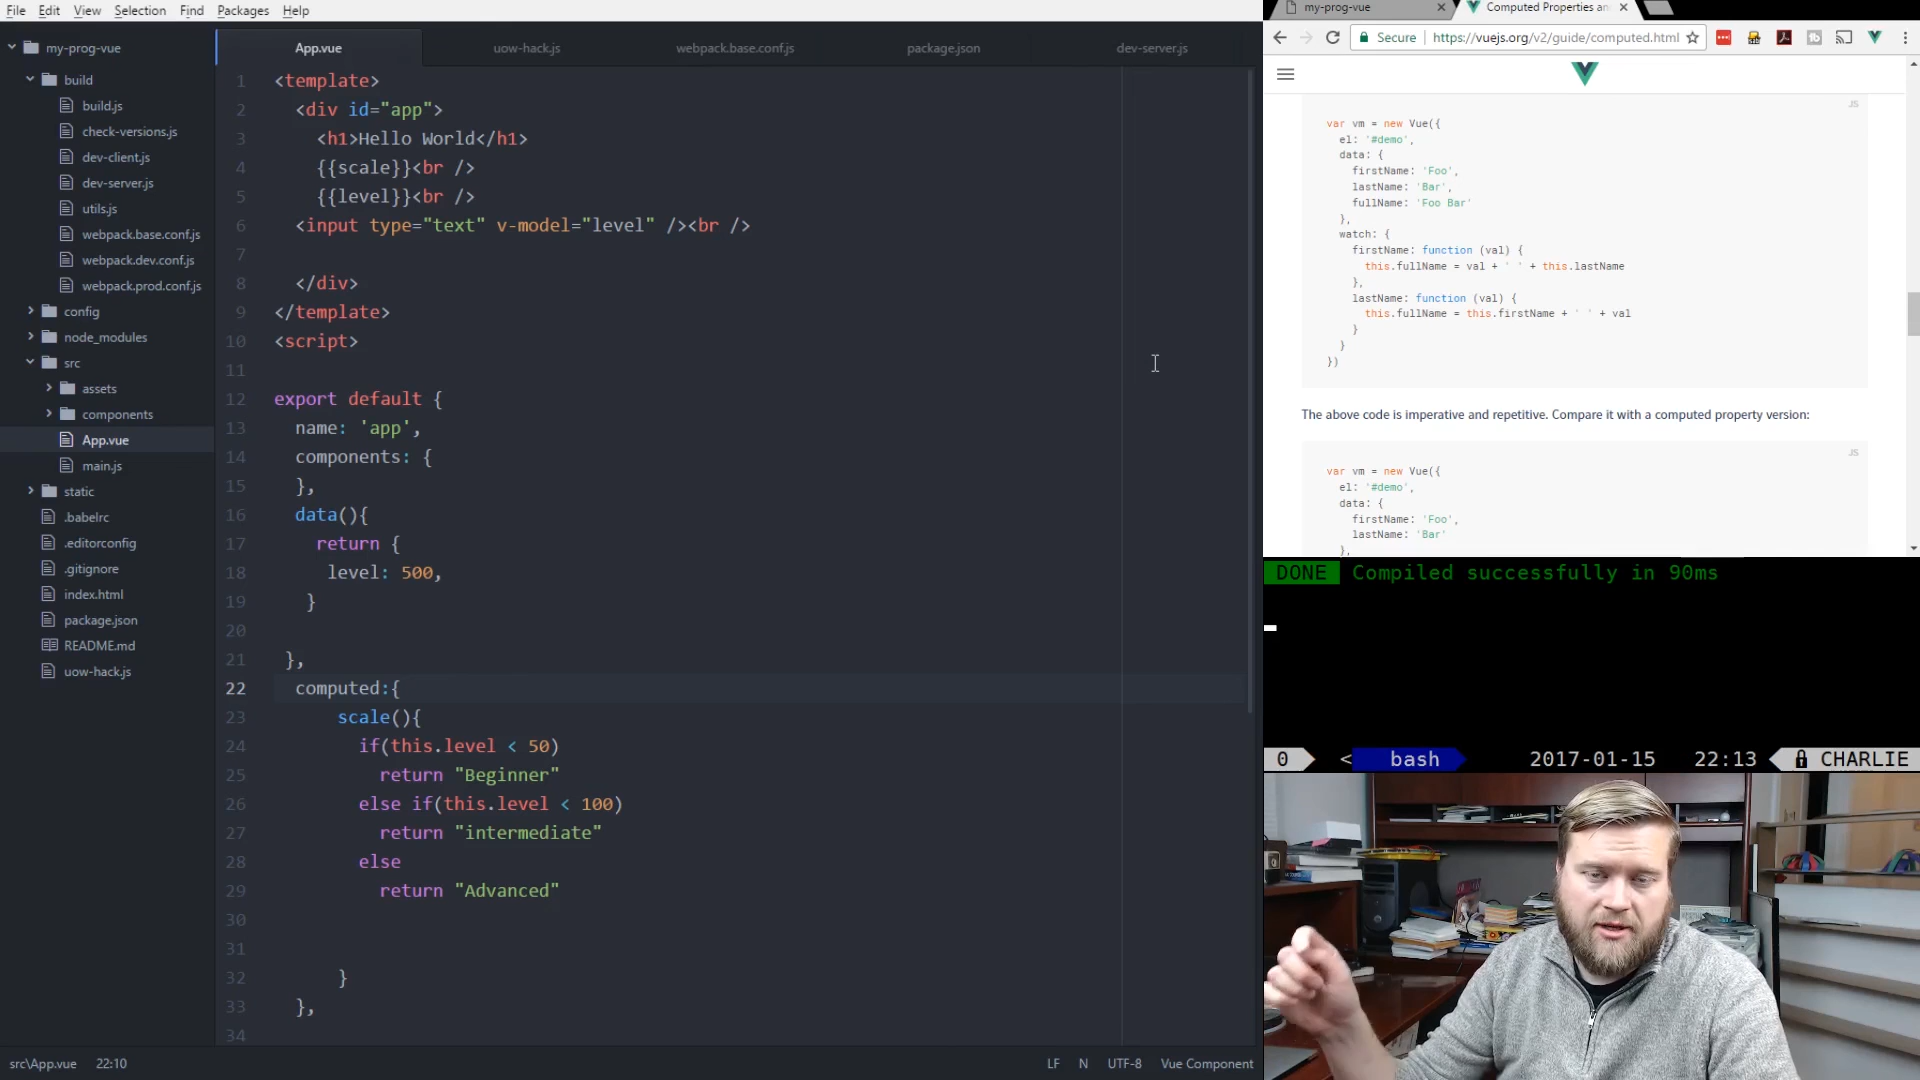 File Edit View Selection Find Packages Help
my-prog-vue
build
build.js
check-versions.js
dev-client.js
dev-server.js
utils.js
webpack.base.conf.js
webpack.dev.conf.js
webpack.prod.conf.js
config
node_modules
src
assets
components
App.vue
main.js
static
.babelrc
.editorconfig
.gitignore
index.html
package.json
README.md
uow-hack.js
App.vue uow-hack.js webpack.base.conf.js package.json dev-server.js
1 <template>
2 <div id="app">
3 <h1>Hello World</h1>
4 {{scale}}<br />
5 {{level}}<br />
6 <input type="text" v-model="level" /><br />
7
8 </div>
9 </template>
10 <script>
11
12 export default {
13 name: 'app',
14 components: {
15 },
16 data(){
17 return {
18 level: 500,
19 }
20
21 },
22 computed:{
23 scale(){
24 if(this.level < 50)
25 return "Beginner"
26 else if(this.level < 100)
27 return "intermediate"
28 else
29 return "Advanced"
30
31
32 }
33 },
34
src\App.vue 22:10 LF N UTF-8 Vue Component
my-prog-vue Computed Properties an
Secure https://vuejs.org/v2/guide/computed.html
JS
var vm = new Vue({
el: '#demo',
data: {
firstName: 'Foo',
lastName: 'Bar',
fullName: 'Foo Bar'
},
watch: {
firstName: function (val) {
this.fullName = val + ' ' + this.lastName
},
lastName: function (val) {
this.fullName = this.firstName + ' ' + val
}
}
})
The above code is imperative and repetitive. Compare it with a computed property version:
JS
var vm = new Vue({
el: '#demo',
data: {
firstName: 'Foo',
lastName: 'Bar'
},
DONE Compiled successfully in 90ms
0 < bash 2017-01-15 22:13 CHARLIE